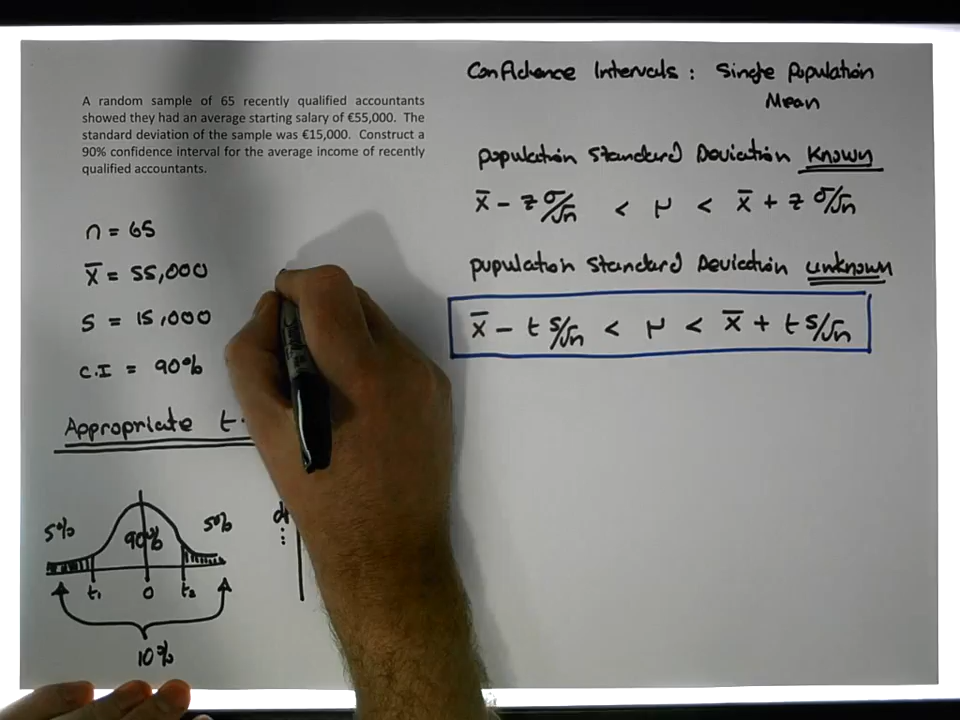 A random sample of 65 recently qualified accountants
showed they had an average starting salary of €55,000. The
standard deviation of the sample was €15,000. Construct a
90% confidence interval for the average income of recently
qualified accountants.
n = 65
x̄ = 55,000
s = 15,000
C.I = 90%
Appropriate t
5% 90% 5%
t₁ 0 t₂
10%
Confidence Intervals : Single Population
Mean
population Standard Deviation Known
x̄ - z σ/√n < μ < x̄ + z σ/√n
population Standard Deviation unknown
x̄ - t s/√n < μ < x̄ + t s/√n